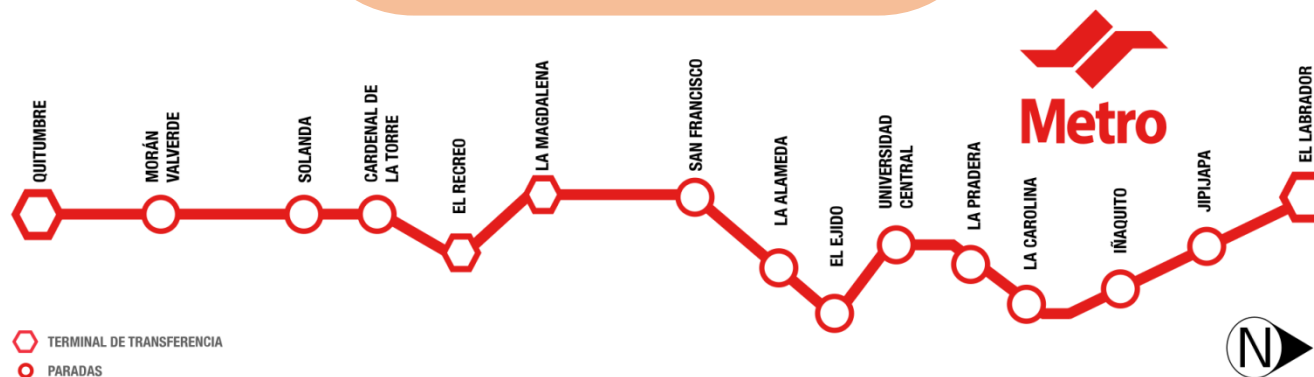 Metro
QUITUMBRE
MORÁN
VALVERDE
SOLANDA
CARDENAL DE
LA TORRE
EL RECREO
LA MAGDALENA
SAN FRANCISCO
LA ALAMEDA
EL EJIDO
UNIVERSIDAD
CENTRAL
LA PRADERA
LA CAROLINA
IÑAQUITO
JIPIJAPA
EL LABRADOR
TERMINAL DE TRANSFERENCIA
PARADAS
N